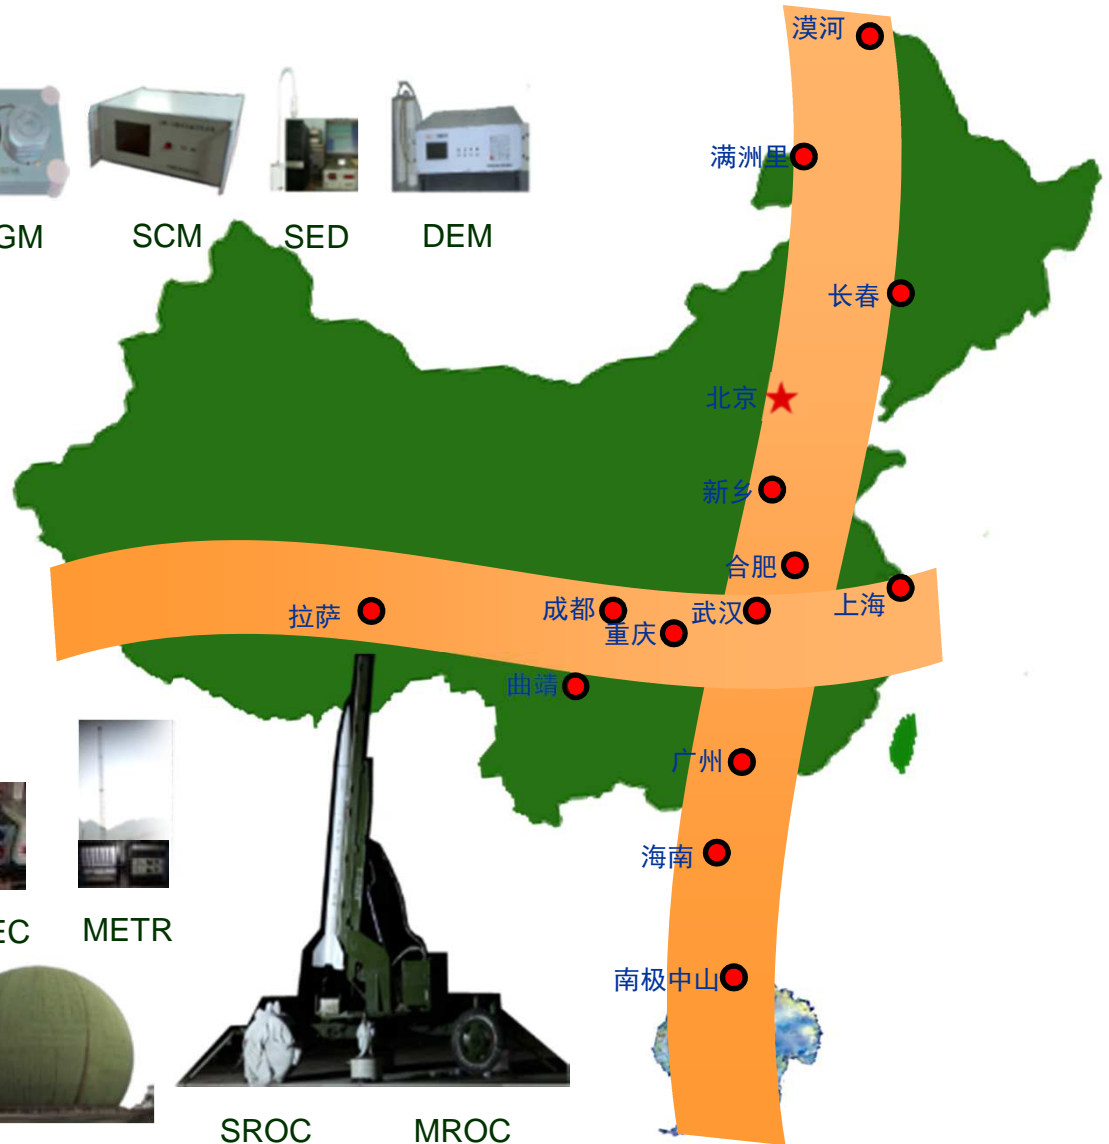 漠河
满洲里
GM
SCM
SED
DEM
长春
北京
新乡
合肥
上海
拉萨
成都
武汉
重庆
曲靖
广州
海南
EC
METR
南极中山
SROC
MROC